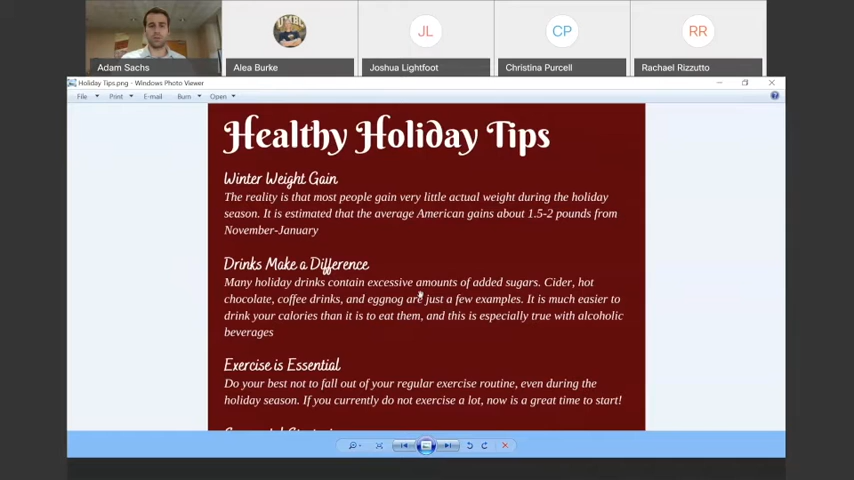 UMBC
JL
CP
RR
Adam Sachs
Alea Burke
Joshua Lightfoot
Christina Purcell
Rachael Rizzutto
Holiday Tips.png - Windows Photo Viewer
File Print E-mail Burn Open
Healthy Holiday Tips
Winter Weight Gain
The reality is that most people gain very little actual weight during the holiday
season. It is estimated that the average American gains about 1.5-2 pounds from
November-January
Drinks Make a Difference
Many holiday drinks contain excessive amounts of added sugars. Cider, hot
chocolate, coffee drinks, and eggnog are just a few examples. It is much easier to
drink your calories than it is to eat them, and this is especially true with alcoholic
beverages
Exercise is Essential
Do your best not to fall out of your regular exercise routine, even during the
holiday season. If you currently do not exercise a lot, now is a great time to start!